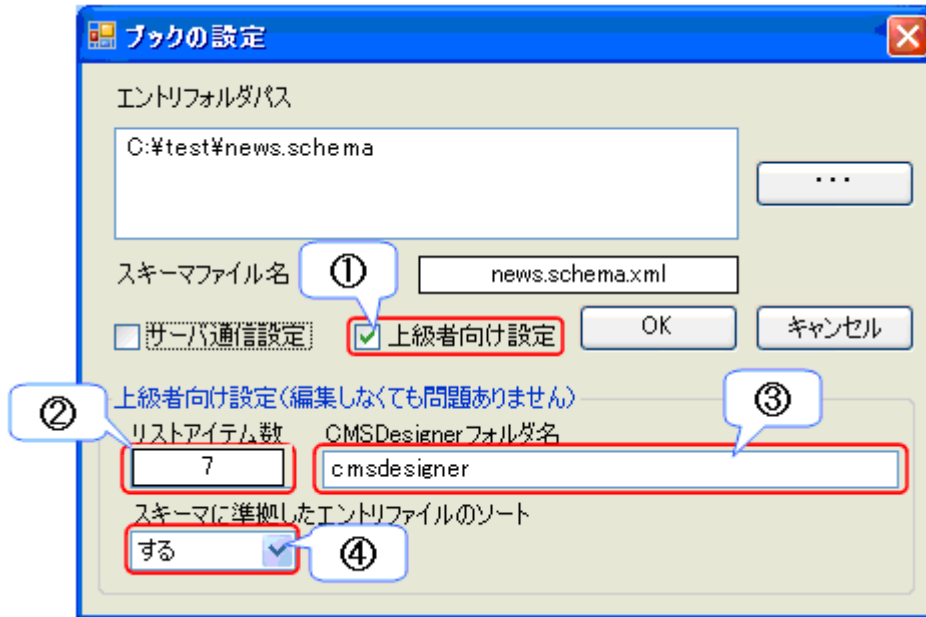 ブックの設定
エントリフォルダパス
C:¥test¥news.schema
...
スキーマファイル名
①
news.schema.xml
サーバ通信設定
上級者向け設定
OK
キャンセル
上級者向け設定(編集しなくても問題ありません)
②
③
リストアイテム数
CMSDesignerフォルダ名
7
cmsdesigner
スキーマに準拠したエントリファイルのソート
する
④